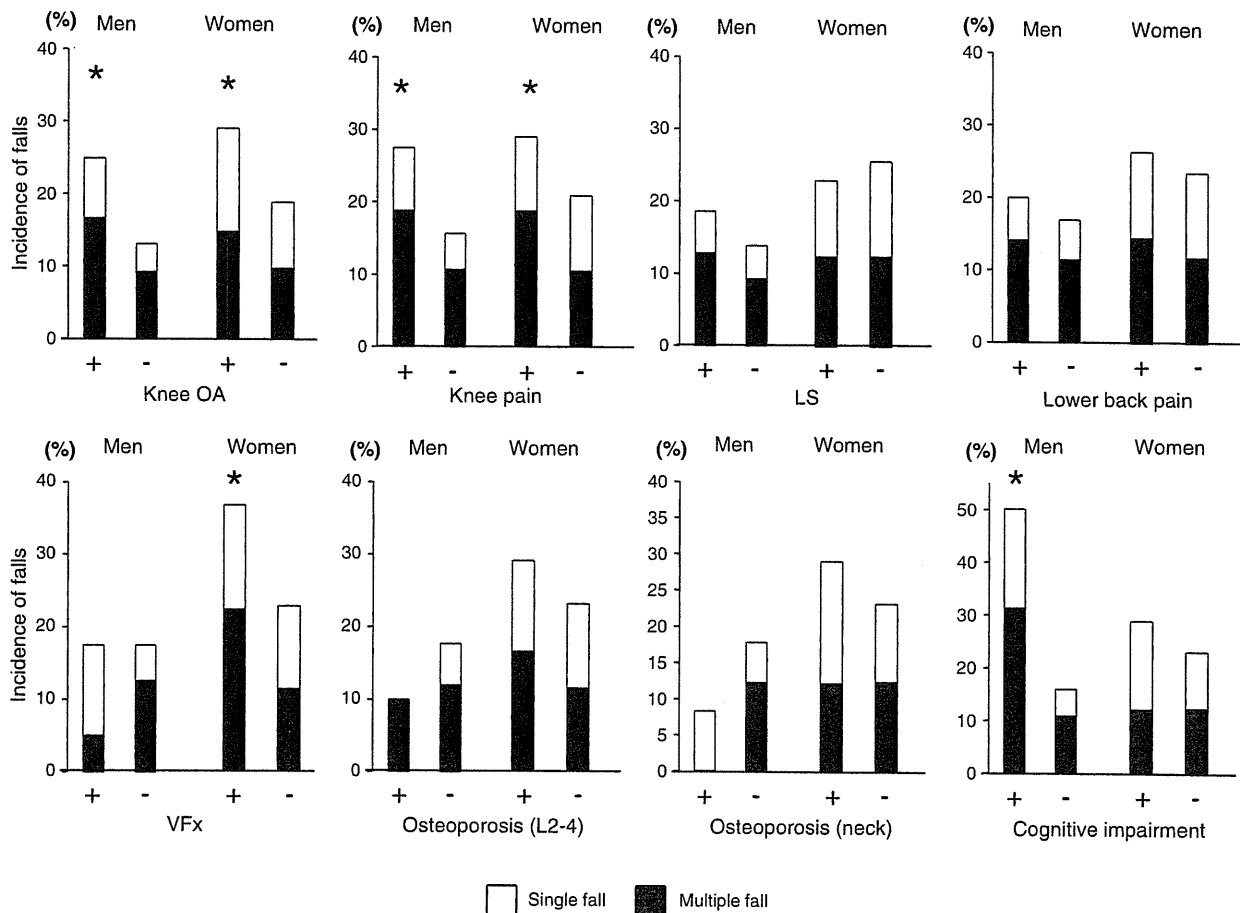 (%) Men Women
40
30
20
10
0
Incidence of falls
* *
+ - + -
Knee OA
(%) Men Women
40
30
20
10
0
* *
+ - + -
Knee pain
(%) Men Women
40
30
20
10
0
+ - + -
LS
(%) Men Women
40
30
20
10
0
+ - + -
Lower back pain
(%) Men Women
40
30
20
10
0
Incidence of falls
*
+ - + -
VFx
(%) Men Women
40
30
20
10
0
+ - + -
Osteoporosis (L2-4)
(%) Men Women
40
35
30
25
20
15
10
5
0
+ - + -
Osteoporosis (neck)
(%) Men Women
50
40
30
20
10
0
*
+ - + -
Cognitive impairment
Single fall Multiple fall